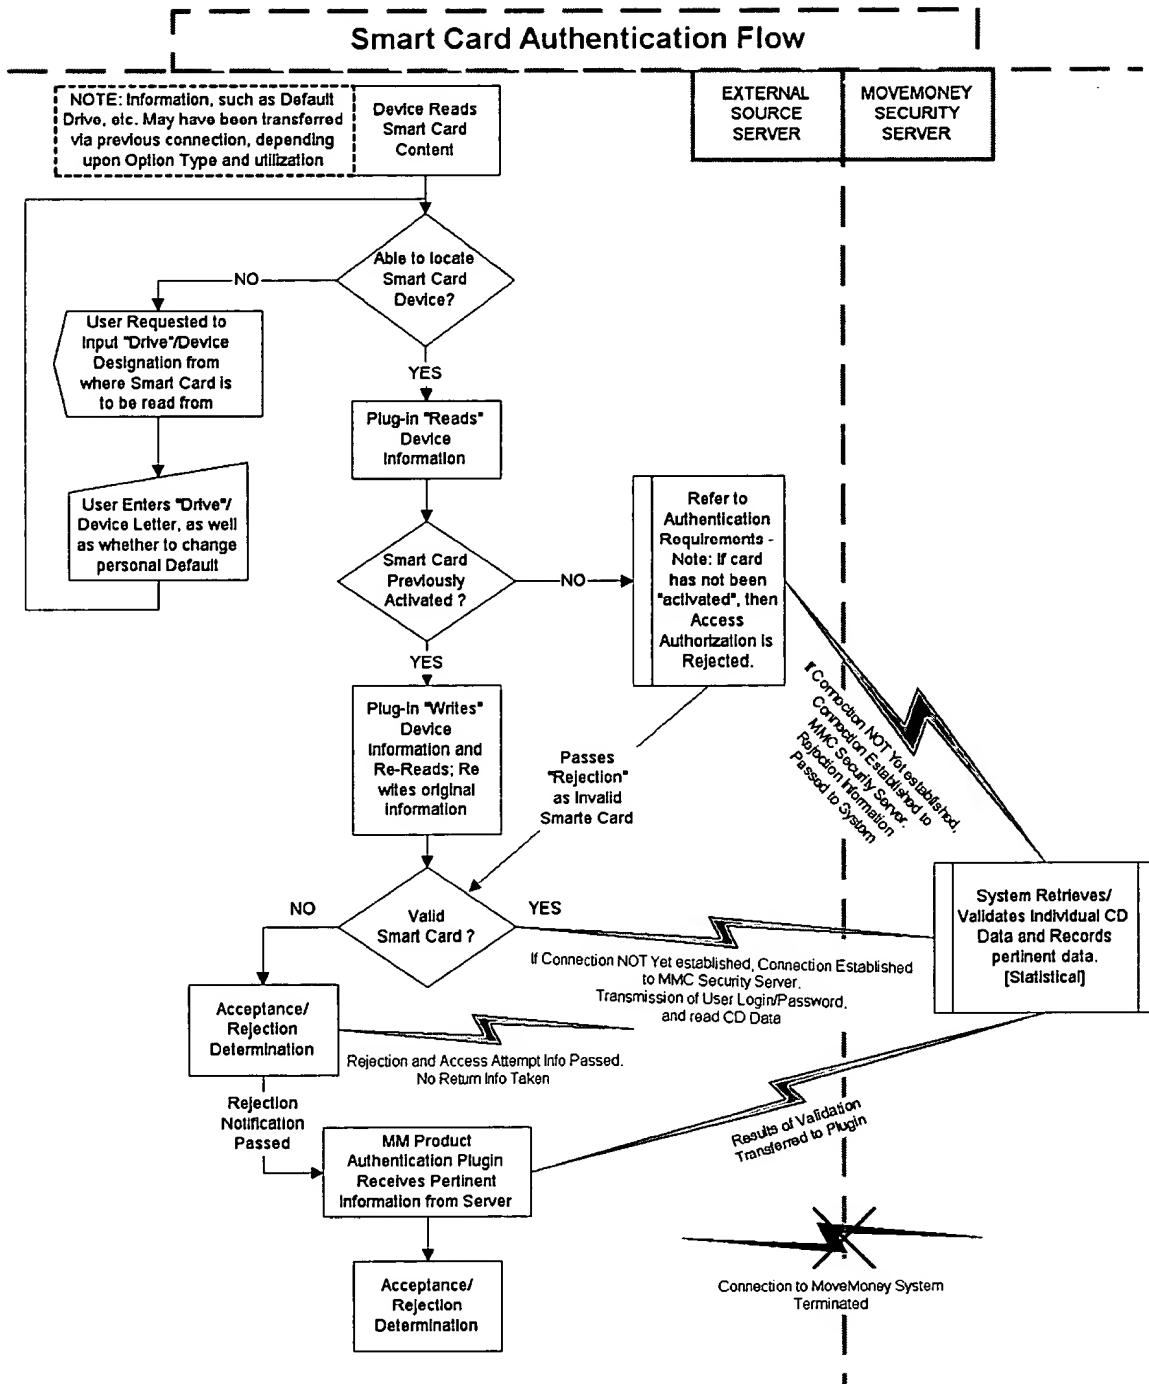 Smart Card Authentication Flow
NOTE: Information, such as Default
Drive, etc. May have been transferred
via previous connection, depending
upon Option Type and utilization
Device Reads
Smart Card
Content
EXTERNAL
SOURCE
SERVER
MOVEMONEY
SECURITY
SERVER
Able to locate
Smart Card
Device?
NO
YES
User Requested to
Input "Drive"/Device
Designation from
where Smart Card is
to be read from
User Enters "Drive"/
Device Letter, as well
as whether to change
personal Default
Plug-in "Reads"
Device
Information
Smart Card
Previously
Activated ?
NO
YES
Refer to
Authentication
Requirements -
Note: If card
has not been
"activated", then
Access
Authorization is
Rejected.
If Connection NOT Yet established,
Connection Established to
MMC Security Server.
Rejection Information
Passed to System
Plug-In "Writes"
Device
Information and
Re-Reads; Re
wites original
information
Passes
"Rejection"
as Invalid
Smarte Card
Valid
Smart Card ?
NO
YES
If Connection NOT Yet established, Connection Established
to MMC Security Server.
Transmission of User Login/Password,
and read CD Data
System Retrieves/
Validates Individual CD
Data and Records
pertinent data.
[Statistical]
Acceptance/
Rejection
Determination
Rejection and Access Attempt Info Passed.
No Return Info Taken
Rejection
Notification
Passed
MM Product
Authentication Plugin
Receives Pertinent
Information from Server
Results of Validation
Transferred to Plugin
Acceptance/
Rejection
Determination
Connection to MoveMoney System
Terminated